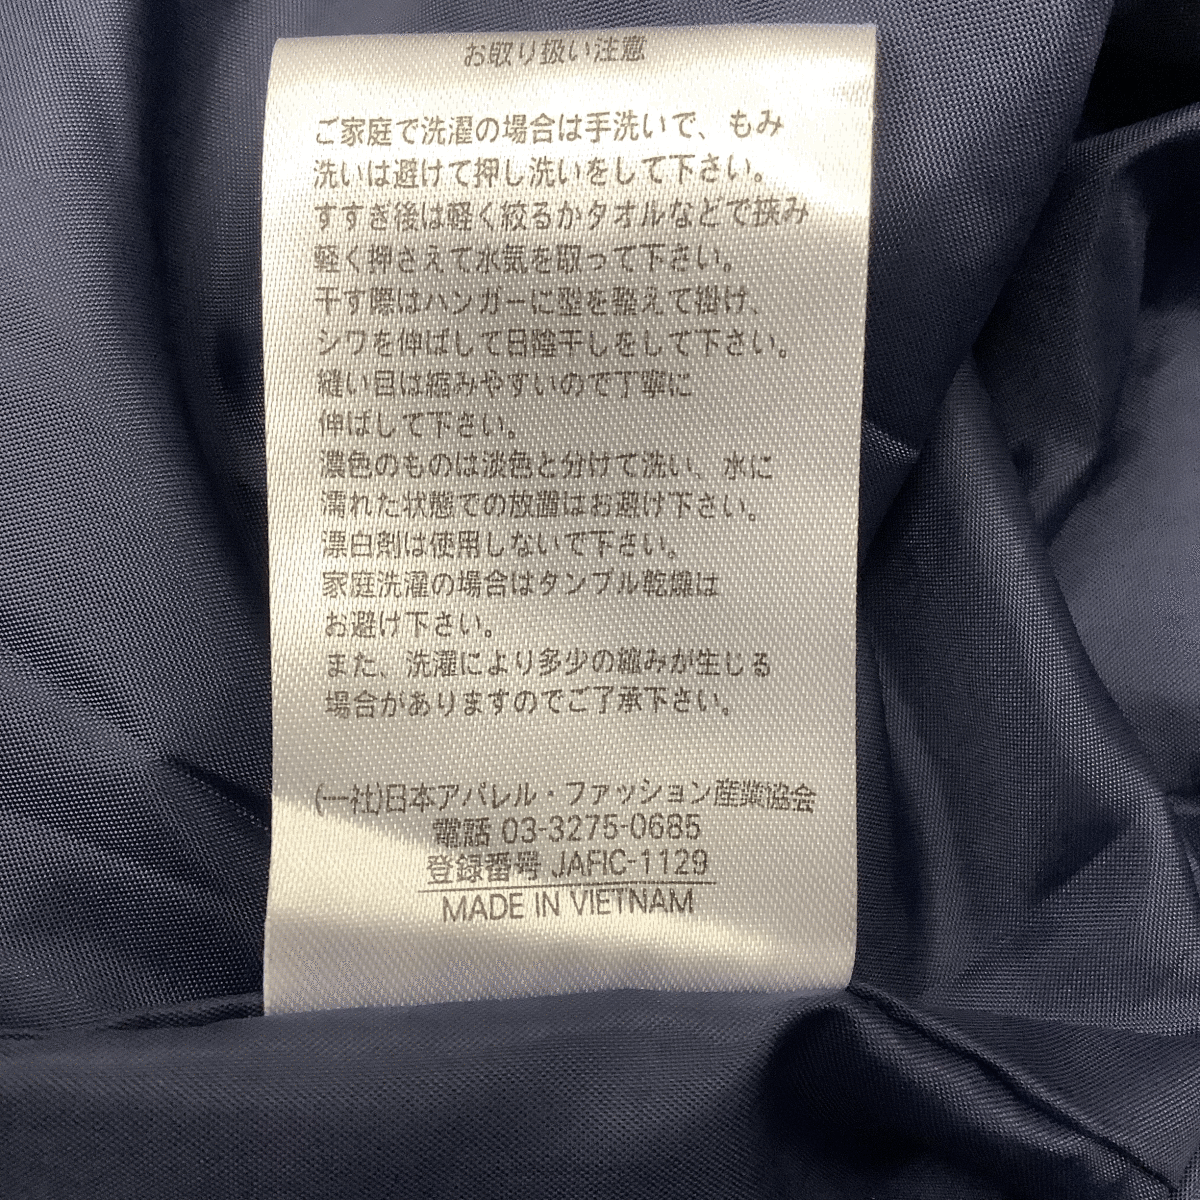 お取り扱い注意
ご家庭で洗濯の場合は手洗いで、もみ
洗いは避けて押し洗いをして下さい。
すすぎ後は軽く絞るかタオルなどで挟み
軽く押さえて水気を取って下さい。
干す際はハンガーに型を整えて掛け、
シワを伸ばして日陰干しをして下さい。
縫い目は縮みやすいので丁寧に
伸ばして下さい。
濃色のものは淡色と分けて洗い、水に
濡れた状態での放置はお避け下さい。
漂白剤は使用しないで下さい。
家庭洗濯の場合はタンブル乾燥は
お避け下さい。
また、洗濯により多少の縮みが生じる
場合がありますのでご了承下さい。
(一社)日本アパレル・ファッション産業協会
電話 03-3275-0685
登録番号 JAFIC-1129
MADE IN VIETNAM